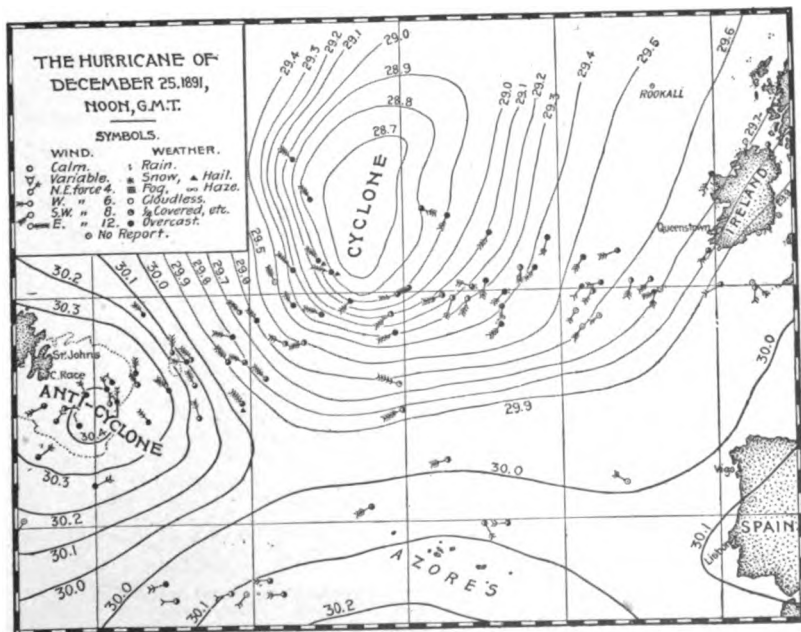 THE HURRICANE OF
DECEMBER 25.1891,
NOON, G.M.T.
SYMBOLS.
WIND. WEATHER.
Calm. Rain.
Variable. Snow, Hail.
N.E. force 4. Fog, Haze.
W. " 6. Cloudless.
S.W. " 8. Covered, etc.
E. " 12. Overcast.
No Report.
29.4
29.3
29.2
29.1
29.0
28.9
28.8
28.7
CYCLONE
29.0
29.1
29.2
29.3
29.4
29.5
29.6
29.6
ROOKALL
IRELAND
Queenstown
30.2
30.1
30.0
29.9
29.8
29.7
29.5
30.3
St. Johns
C. Race
ANTI-CYCLONE
30.4
30.3
30.2
30.1
30.0
29.9
30.0
30.0
Vigo
SPAIN
30.1
Lisbon
AZORES
30.1
30.2